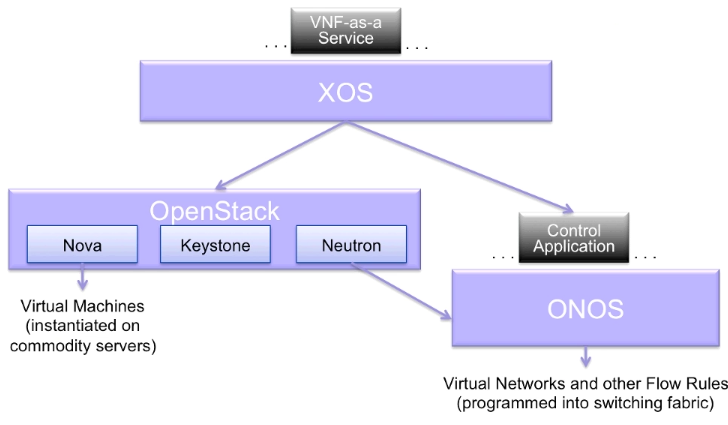 VNF-as-a
Service
. . .
. . .
XOS
OpenStack
Nova
Keystone
Neutron
Control
Application
. . .
. . .
ONOS
Virtual Machines
(instantiated on
commodity servers)
Virtual Networks and other Flow Rules
(programmed into switching fabric)